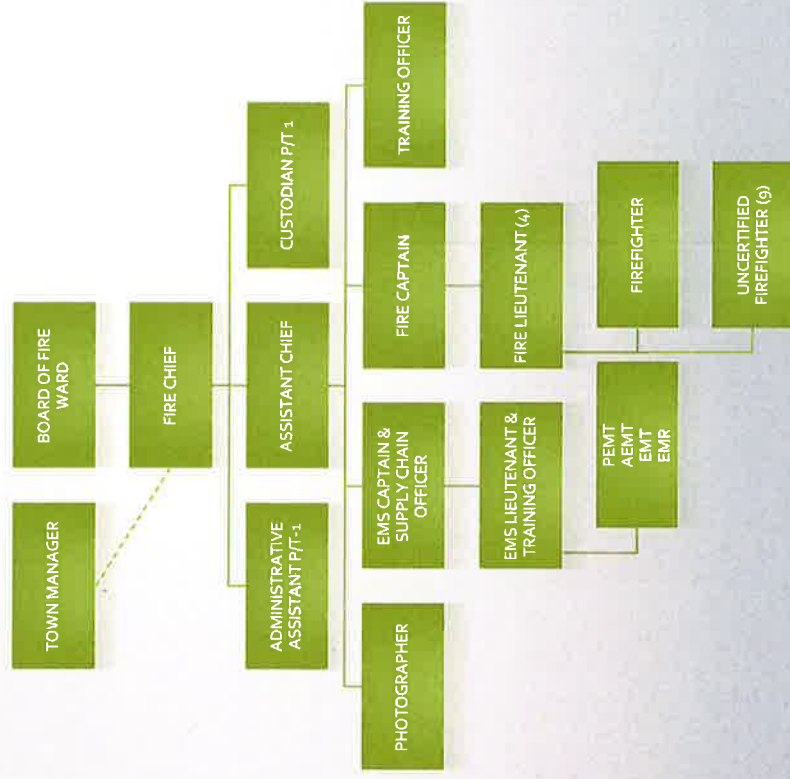 TOWN MANAGER
BOARD OF FIRE
WARD
FIRE CHIEF
ADMINISTRATIVE
ASSISTANT P/T-1
ASSISTANT CHIEF
CUSTODIAN P/T 1
PHOTOGRAPHER
EMS CAPTAIN &
SUPPLY CHAIN
OFFICER
FIRE CAPTAIN
TRAINING OFFICER
EMS LIEUTENANT &
TRAINING OFFICER
FIRE LIEUTENANT (4)
PEMT
AEMT
EMT
EMR
FIREFIGHTER
UNCERTIFIED
FIREFIGHTER (9)